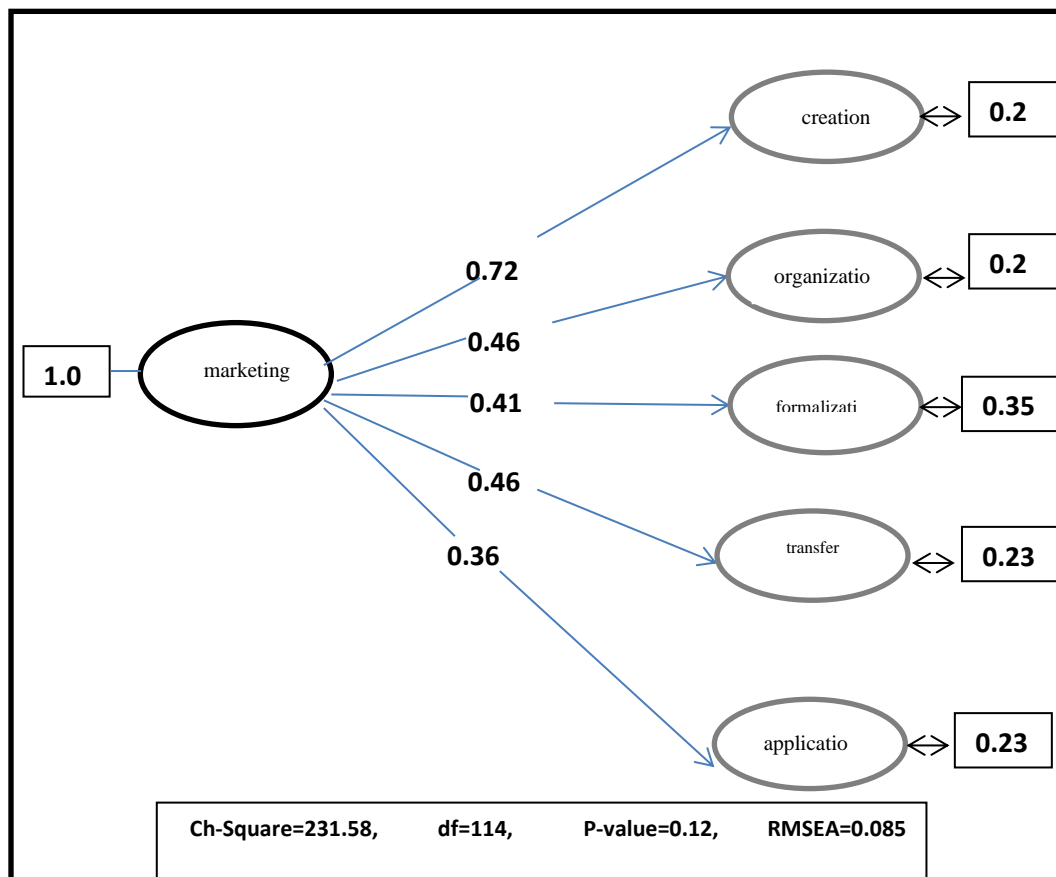 creation
0.2
organizatio
0.2
0.72
0.46
1.0
marketing
0.41
formalizati
0.35
0.46
transfer
0.23
0.36
applicatio
0.23
Ch-Square=231.58, df=114, P-value=0.12, RMSEA=0.085